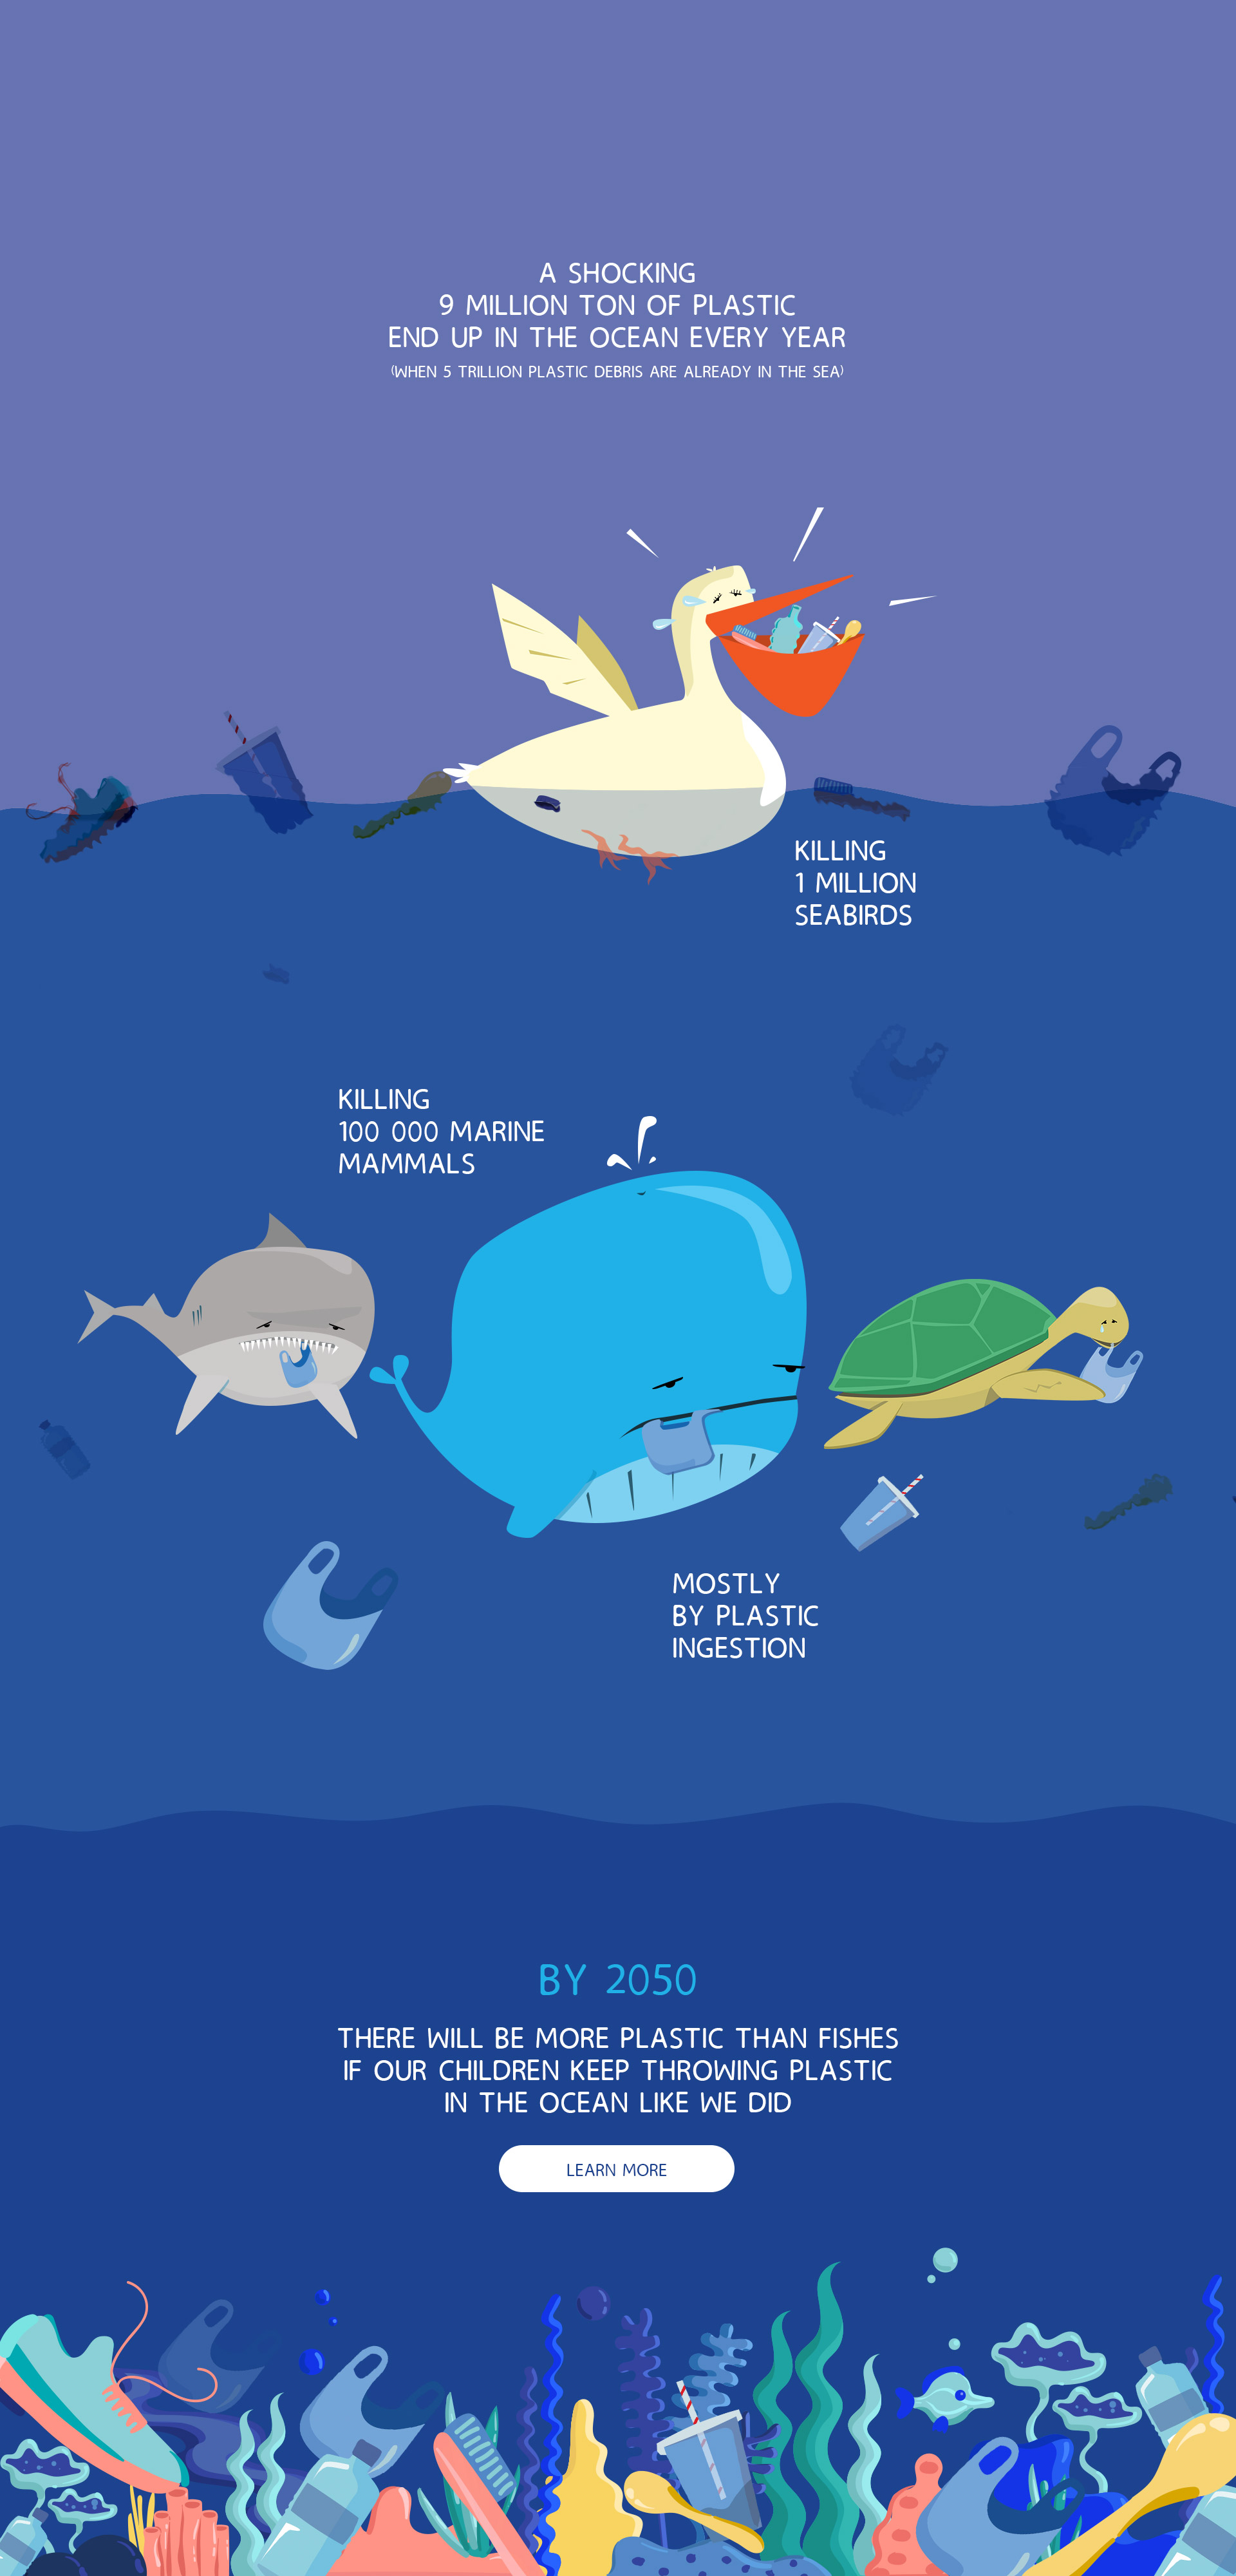 A SHOCKING
9 MILLION TON OF PLASTIC
END UP IN THE OCEAN EVERY YEAR
(WHEN 5 TRILLION PLASTIC DEBRIS ARE ALREADY IN THE SEA)
KILLING
1 MILLION
SEABIRDS
KILLING
100 000 MARINE
MAMMALS
MOSTLY
BY PLASTIC
INGESTION
BY 2050
THERE WILL BE MORE PLASTIC THAN FISHES
IF OUR CHILDREN KEEP THROWING PLASTIC
IN THE OCEAN LIKE WE DID
LEARN MORE